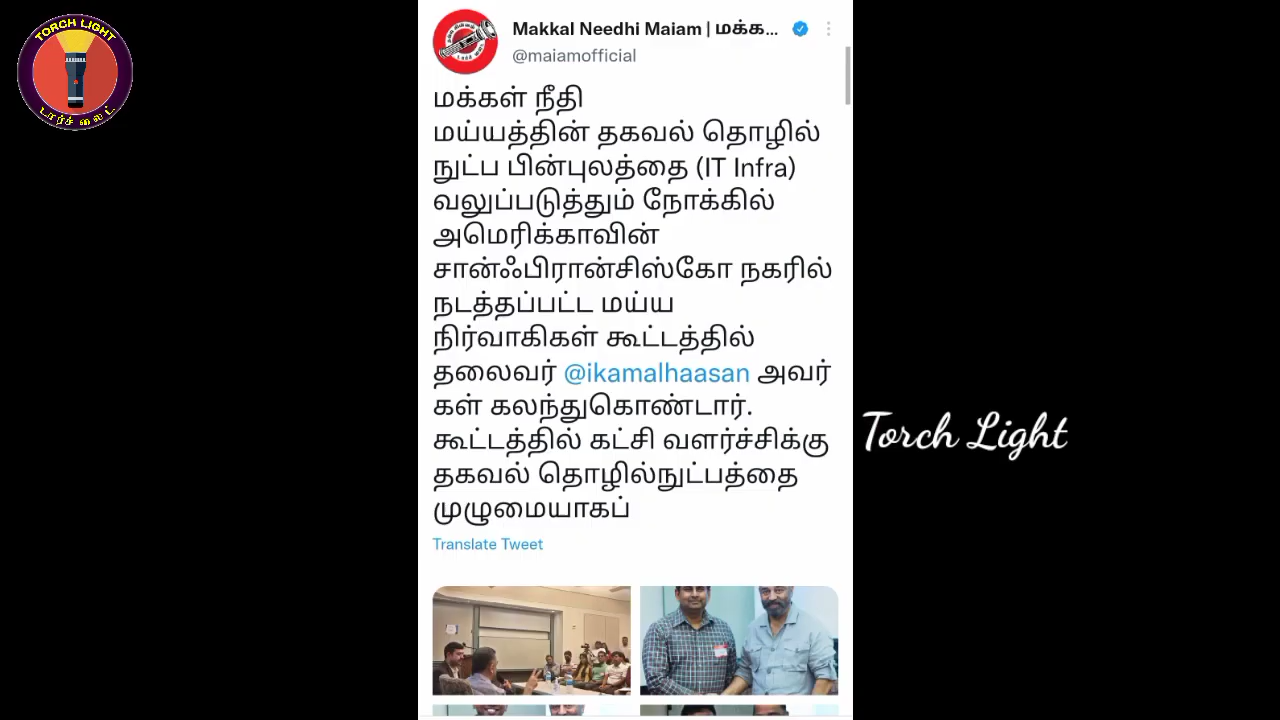 TORCH LIGHT
டார்ச் லைட்
Makkal Needhi Maiam | மக்க...
@maiamofficial
மக்கள் நீதி
மய்யத்தின் தகவல் தொழில்
நுட்ப பின்புலத்தை (IT Infra)
வலுப்படுத்தும் நோக்கில்
அமெரிக்காவின்
சான்ஃபிரான்சிஸ்கோ நகரில்
நடத்தப்பட்ட மய்ய
நிர்வாகிகள் கூட்டத்தில்
தலைவர் @ikamalhaasan அவர்
கள் கலந்துகொண்டார்.
கூட்டத்தில் கட்சி வளர்ச்சிக்கு
தகவல் தொழில்நுட்பத்தை
முழுமையாகப்
Translate Tweet
Torch Light